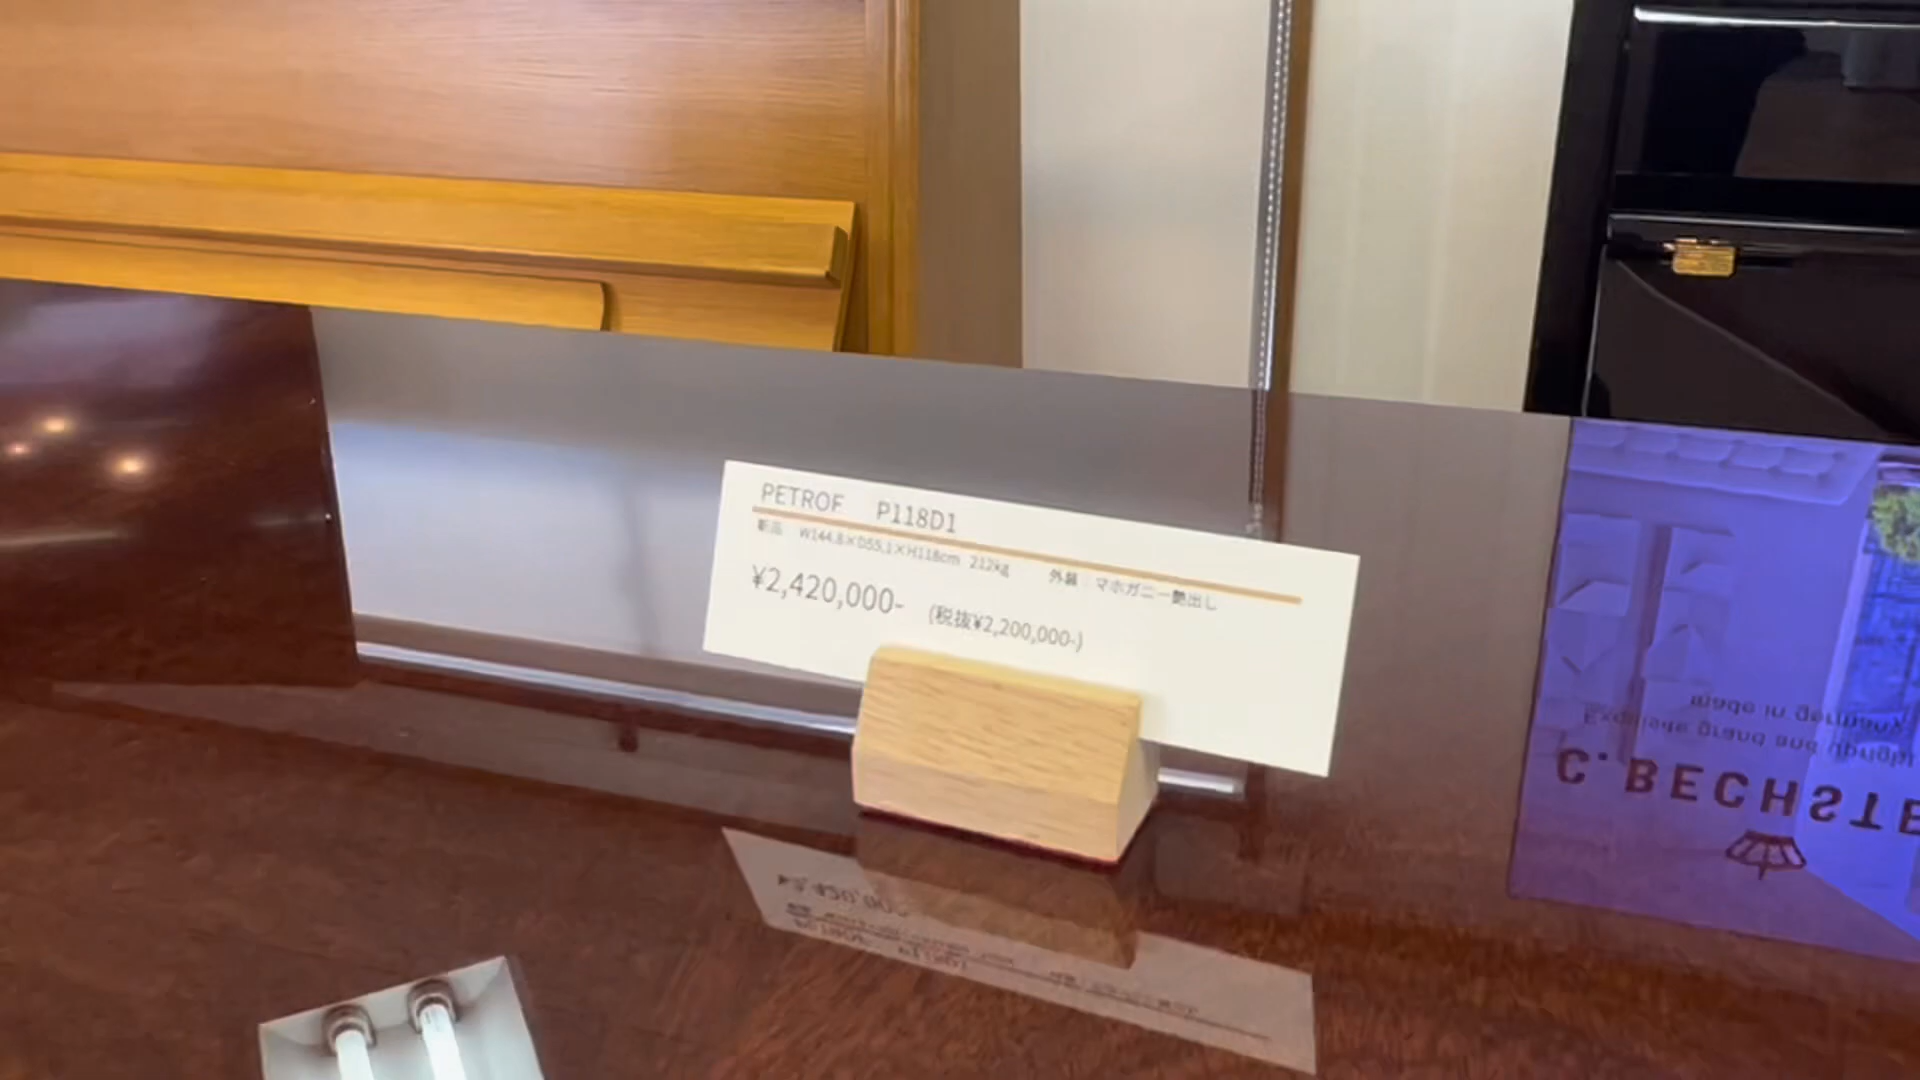 PETROF P118D1
新品 W144.8×D55.1×H118cm 212kg 外装：マホガニー艶出し
¥2,420,000- (税抜¥2,200,000-)
made in germany
Exquisite grand and upright
C. BECHSTE